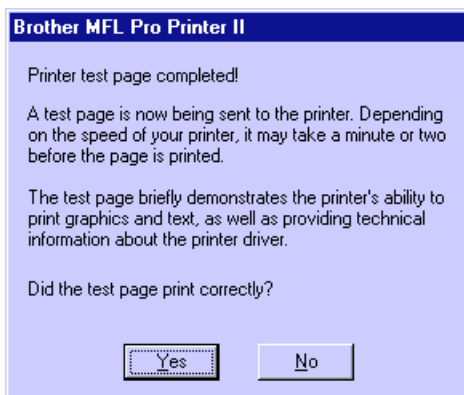 Brother MFL Pro Printer II
Printer test page completed!
A test page is now being sent to the printer. Depending
on the speed of your printer, it may take a minute or two
before the page is printed.
The test page briefly demonstrates the printer's ability to
print graphics and text, as well as providing technical
information about the printer driver.
Did the test page print correctly?
Yes No